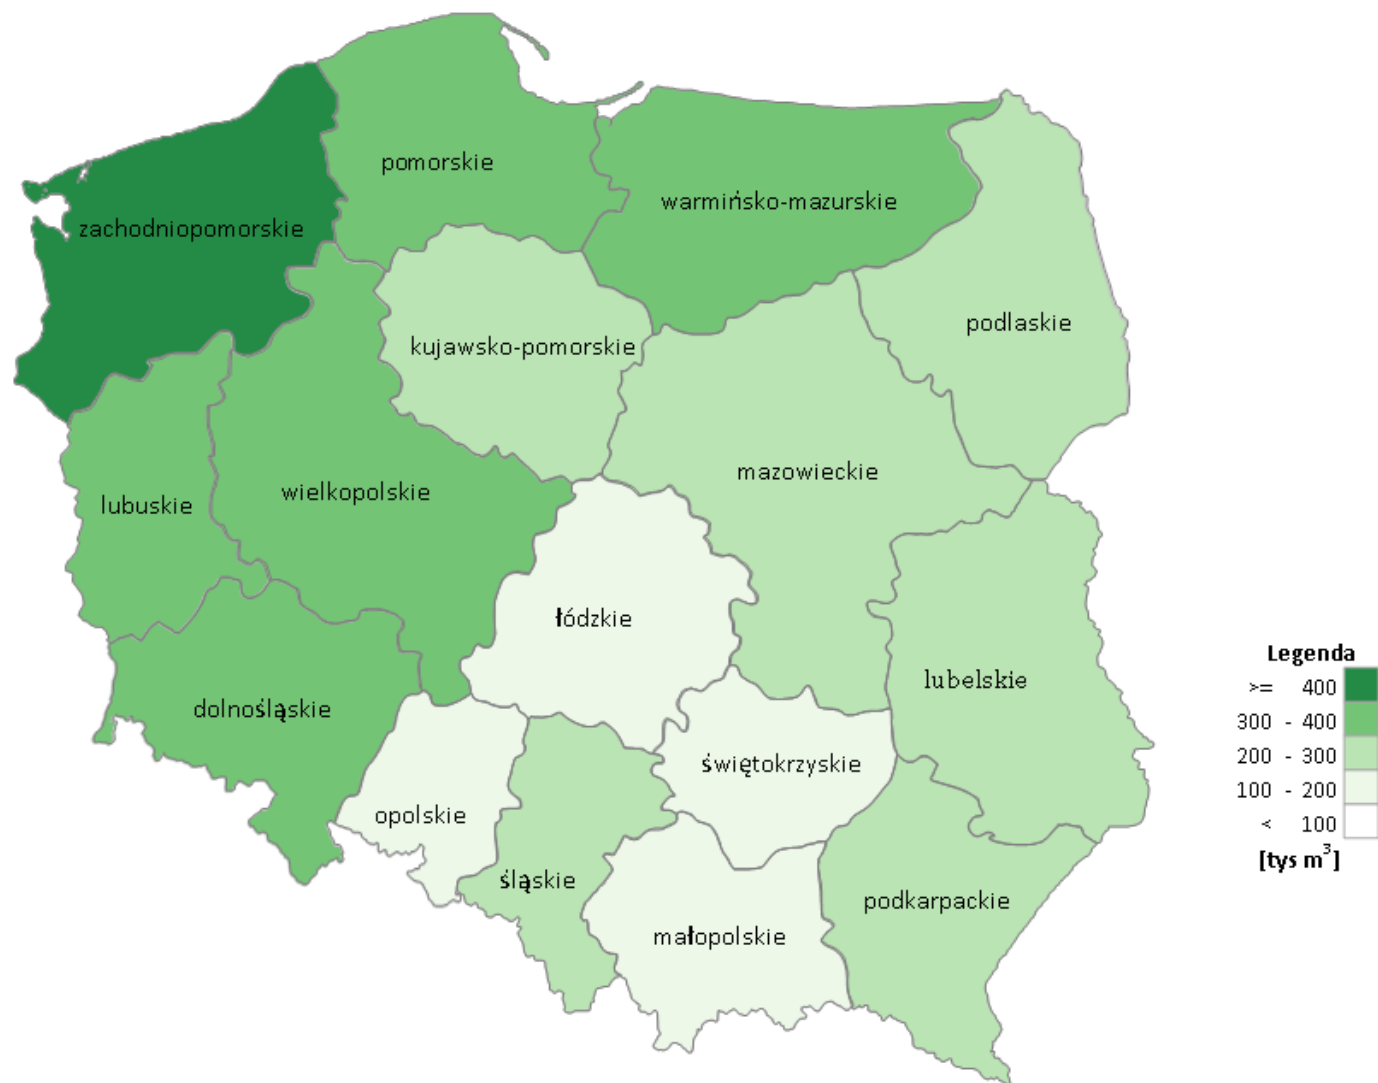 pomorskie
warmińsko-mazurskie
zachodniopomorskie
podlaskie
kujawsko-pomorskie
mazowieckie
wielkopolskie
lubuskie
łódzkie
lubelskie
dolnośląskie
świętokrzyskie
opolskie
śląskie
podkarpackie
małopolskie
Legenda
>= 400
300 - 400
200 - 300
100 - 200
< 100
[tys m³]